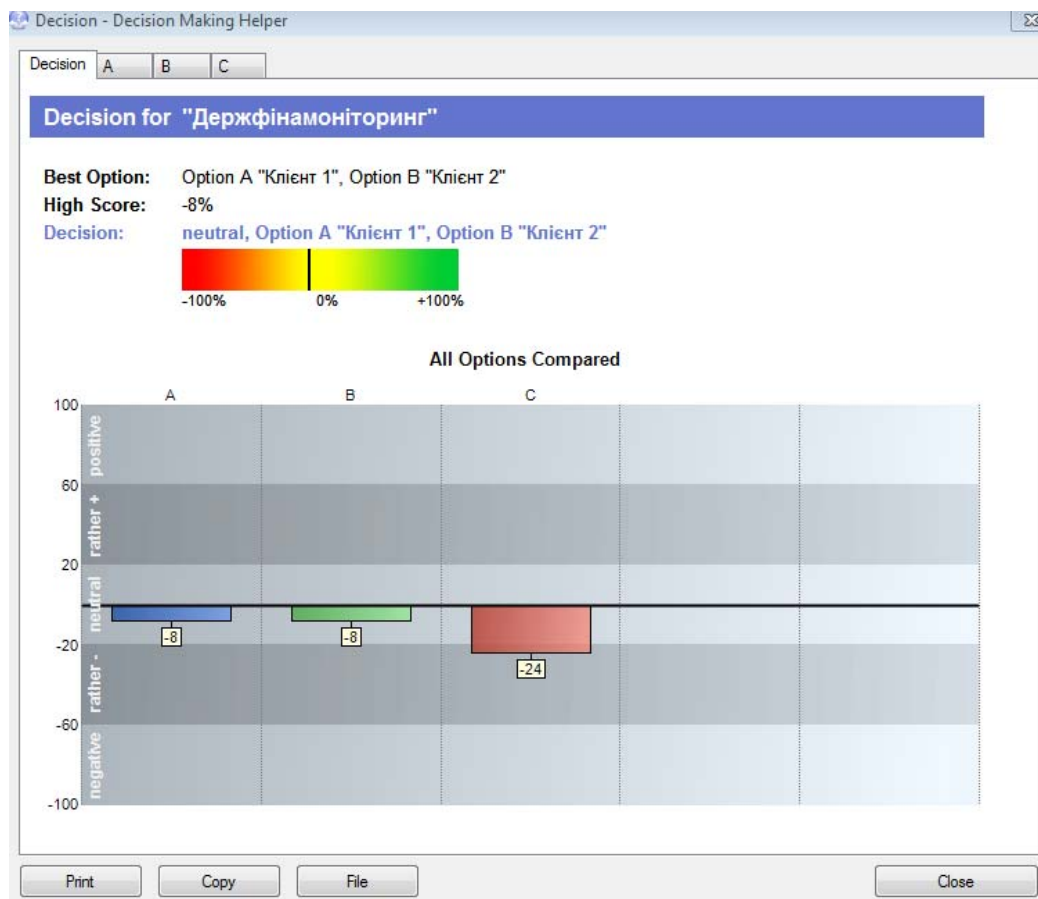 Decision - Decision Making Helper
Decision A B C
Decision for "Держфінамоніторинг"
Best Option: Option A "Клієнт 1", Option B "Клієнт 2"
High Score: -8%
Decision: neutral, Option A "Клієнт 1", Option B "Клієнт 2"
-100% 0% +100%
All Options Compared
A B C
100
positive
60
rather +
20
neutral
-8 -8
-20
-24
rather -
-60
negative
-100
Print Copy File Close